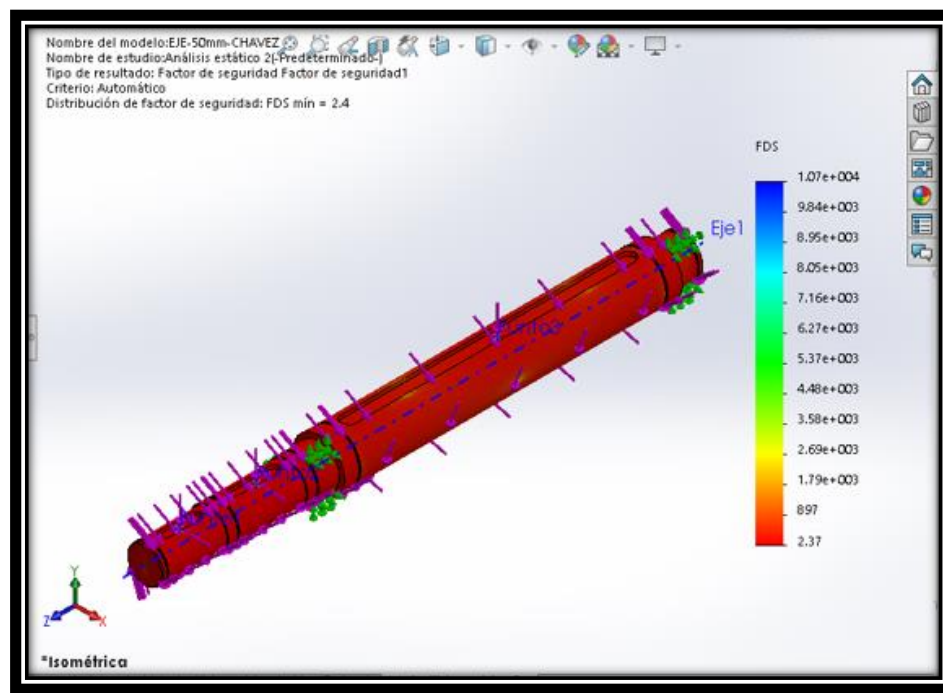 Nombre del modelo:EJE-50mm-CHAVEZ
Nombre de estudio:Análisis estático 2(-Predeterminado-)
Tipo de resultado: Factor de seguridad Factor de seguridad1
Criterio: Automático
Distribución de factor de seguridad: FDS mín = 2.4
FDS
1.07e+004
9.84e+003
8.95e+003
8.05e+003
7.16e+003
6.27e+003
5.37e+003
4.48e+003
3.58e+003
2.69e+003
1.79e+003
897
2.37
Eje1
Y
Z
X
*Isométrica